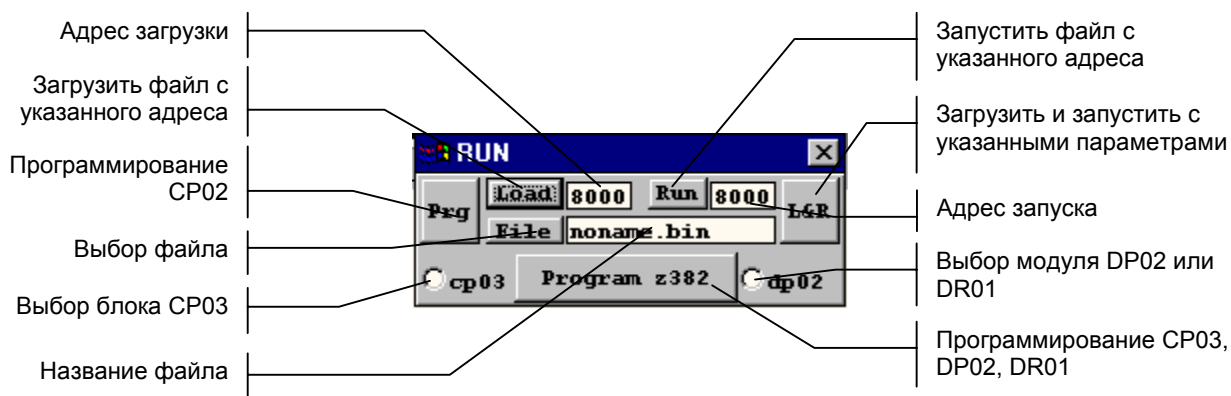 Адрес загрузки
Загрузить файл с
указанного адреса
Программирование
CP02
Выбор файла
Выбор блока CP03
Название файла
RUN
Prg
Load
8000
Run
8000
L&R
File
noname.bin
cp03
Program z382
dp02
Запустить файл с
указанного адреса
Загрузить и запустить с
указанными параметрами
Адрес запуска
Выбор модуля DP02 или
DR01
Программирование CP03,
DP02, DR01